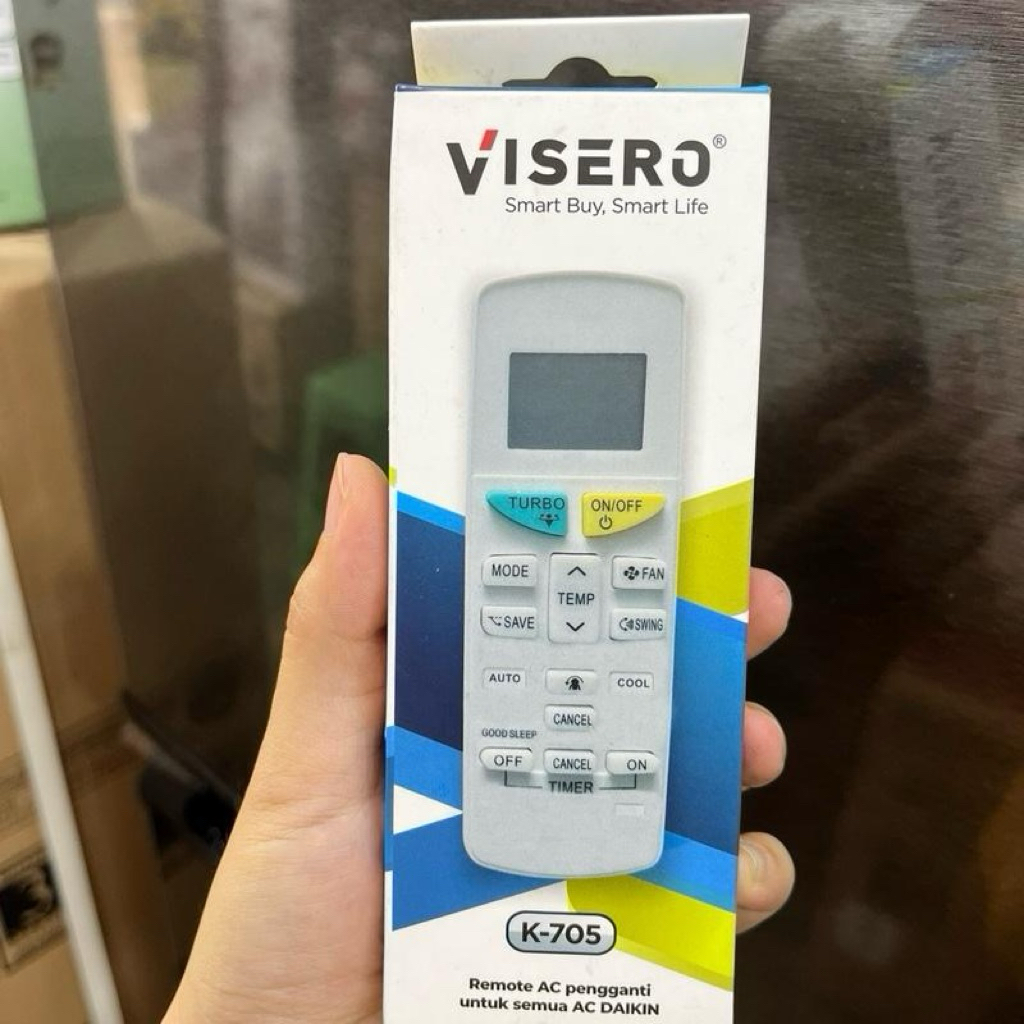 VISERO®
Smart Buy, Smart Life
TURBO ON/OFF
MODE TEMP FAN
SAVE SWING
AUTO COOL
CANCEL
GOOD SLEEP
OFF CANCEL ON
TIMER
K-705
Remote AC pengganti
untuk semua AC DAIKIN